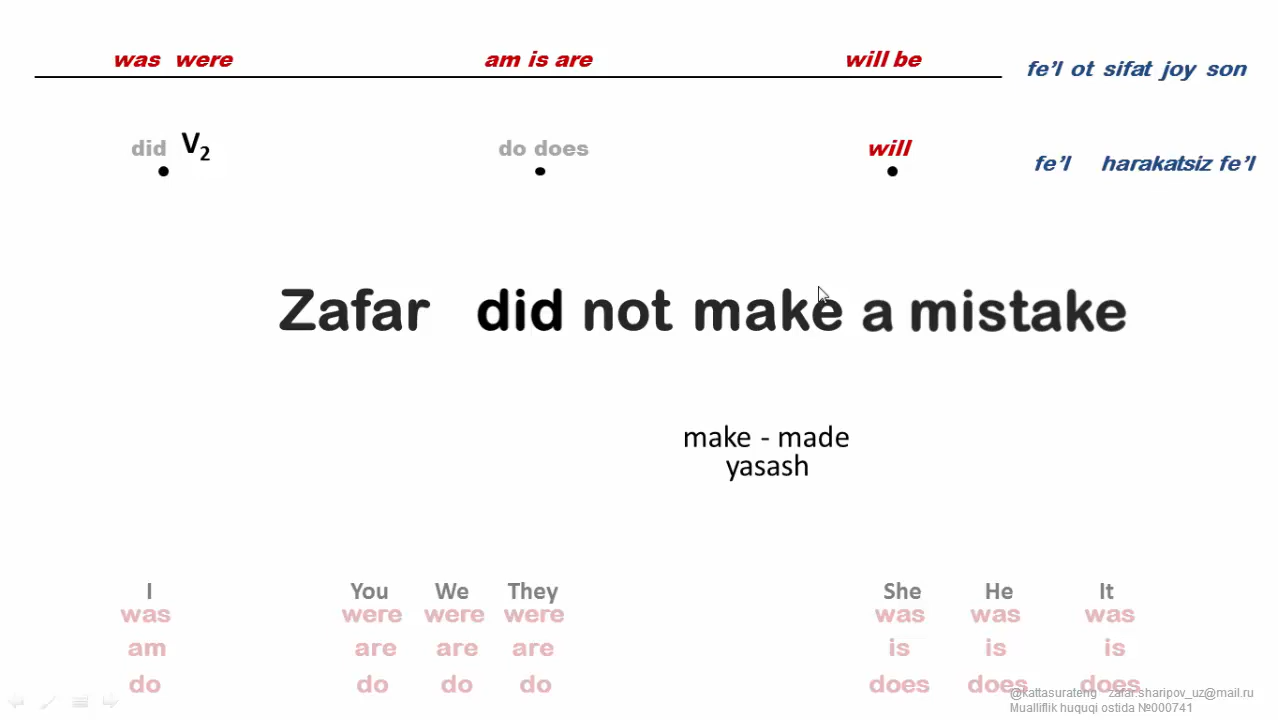 was were am is are will be fe'l ot sifat joy son
did V2 do does will fe'l harakatsiz fe'l
Zafar did not make a mistake
make - made
yasash
I You We They She He It
was were were were was was was
am are are are is is is
do do do do does does does
@kattasurateng zafar.sharipov_uz@mail.ru
Mualliflik huquqi ostida №000741